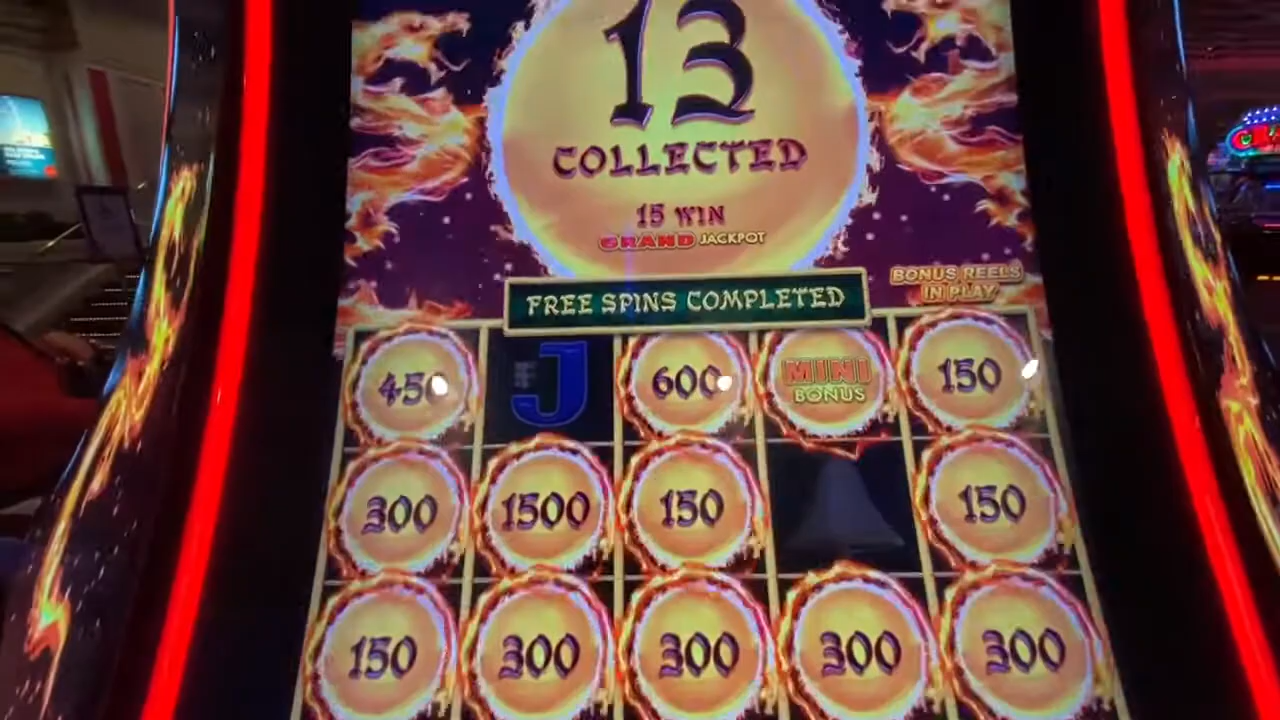 13
COLLECTED
15 WIN
GRAND JACKPOT
BONUS REELS
IN PLAY
FREE SPINS COMPLETED
450 J 600 MINI BONUS 150
300 1500 150 150
150 300 300 300 300